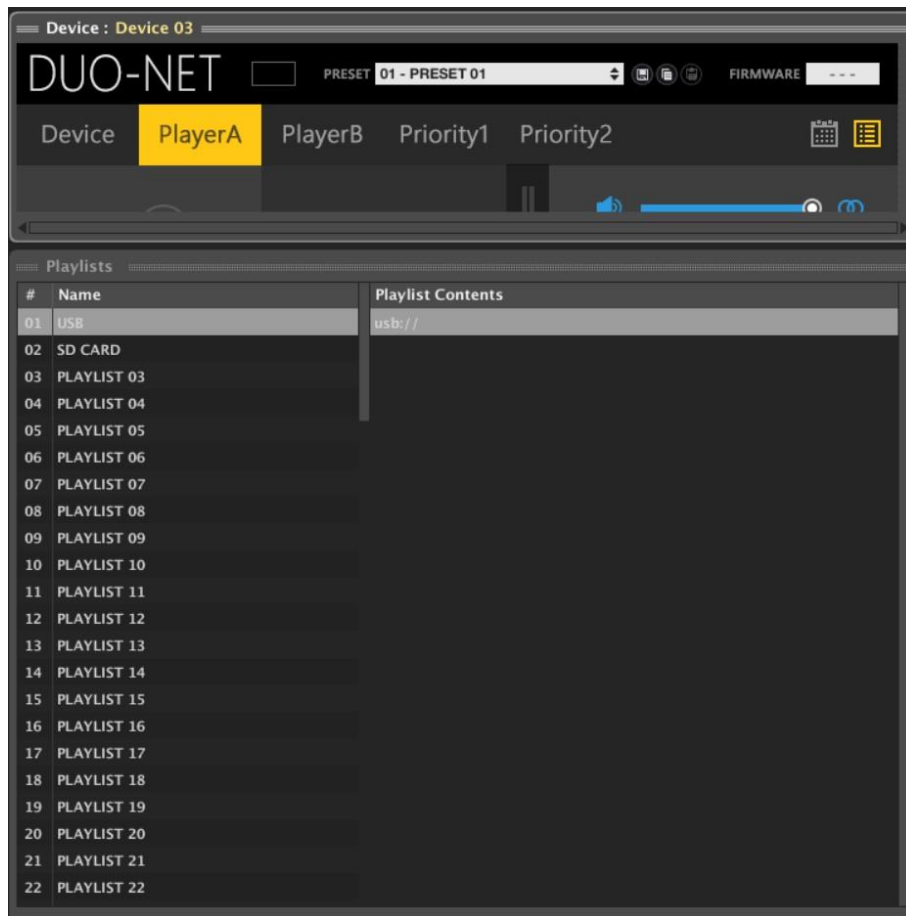 Device : Device 03
DUO-NET PRESET 01 - PRESET 01 FIRMWARE - - -
Device PlayerA PlayerB Priority1 Priority2
Playlists
# Name Playlist Contents
01 USB usb://
02 SD CARD
03 PLAYLIST 03
04 PLAYLIST 04
05 PLAYLIST 05
06 PLAYLIST 06
07 PLAYLIST 07
08 PLAYLIST 08
09 PLAYLIST 09
10 PLAYLIST 10
11 PLAYLIST 11
12 PLAYLIST 12
13 PLAYLIST 13
14 PLAYLIST 14
15 PLAYLIST 15
16 PLAYLIST 16
17 PLAYLIST 17
18 PLAYLIST 18
19 PLAYLIST 19
20 PLAYLIST 20
21 PLAYLIST 21
22 PLAYLIST 22